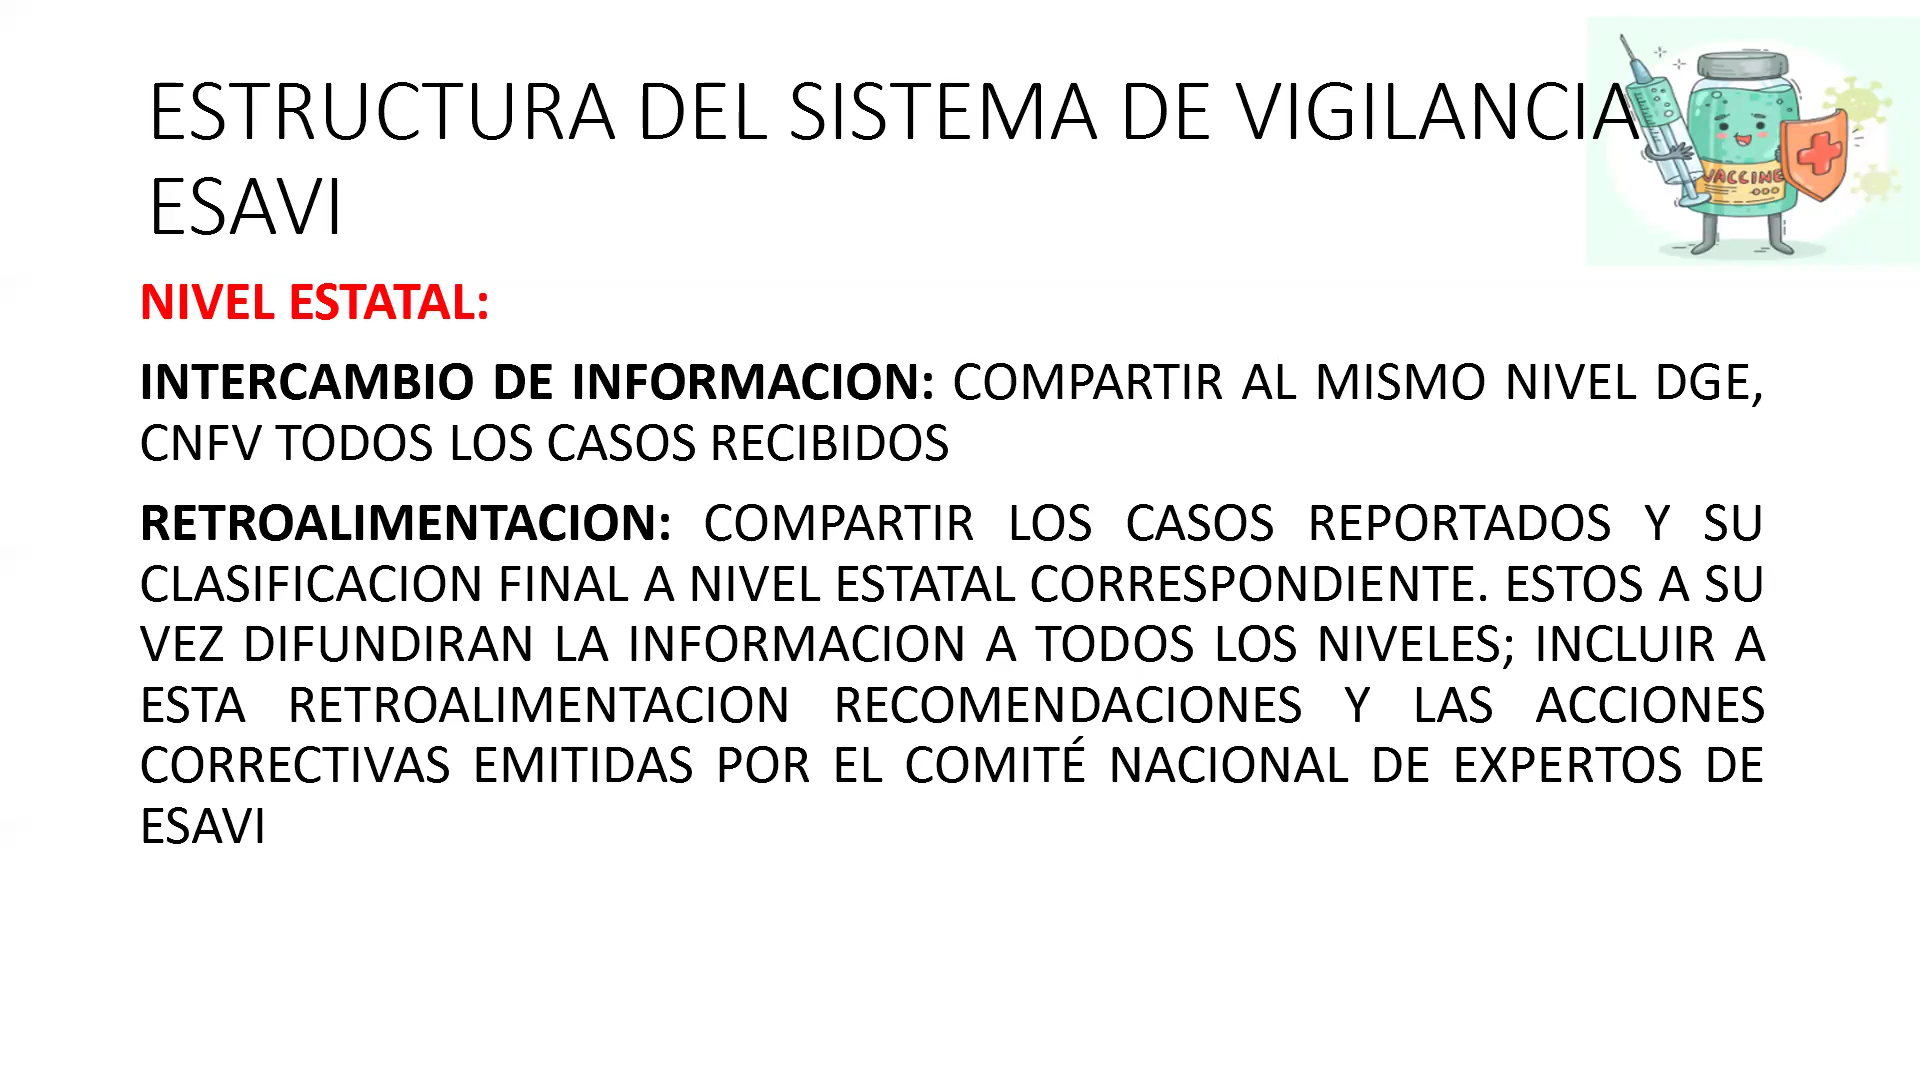 ESTRUCTURA DEL SISTEMA DE VIGILANCIA
ESAVI
VACCINE
NIVEL ESTATAL:
INTERCAMBIO DE INFORMACION: COMPARTIR AL MISMO NIVEL DGE,
CNFV TODOS LOS CASOS RECIBIDOS
RETROALIMENTACION: COMPARTIR LOS CASOS REPORTADOS Y SU
CLASIFICACION FINAL A NIVEL ESTATAL CORRESPONDIENTE. ESTOS A SU
VEZ DIFUNDIRAN LA INFORMACION A TODOS LOS NIVELES; INCLUIR A
ESTA RETROALIMENTACION RECOMENDACIONES Y LAS ACCIONES
CORRECTIVAS EMITIDAS POR EL COMITÉ NACIONAL DE EXPERTOS DE
ESAVI